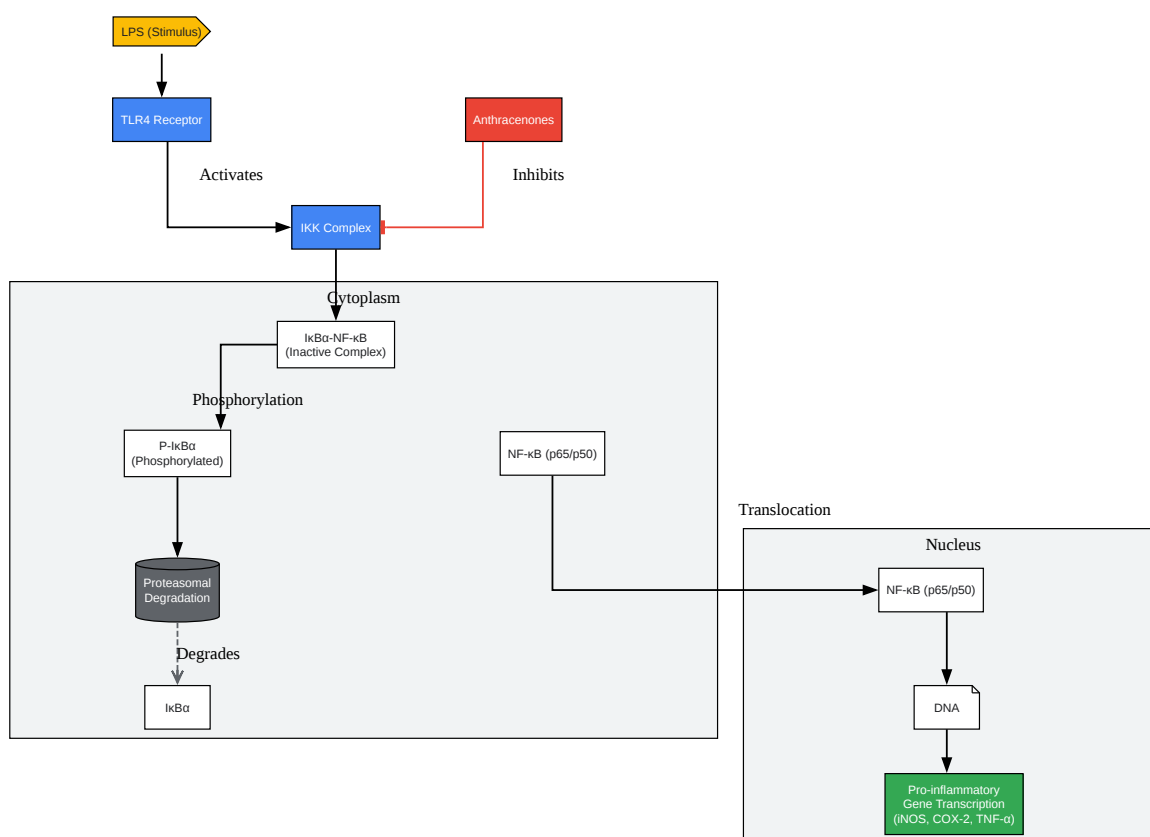 LPS (Stimulus)
TLR4 Receptor
Anthracenones
Activates
Inhibits
IKK Complex
Cytoplasm
IκBα-NF-κB
(Inactive Complex)
Phosphorylation
P-IκBα
(Phosphorylated)
NF-κB (p65/p50)
Translocation
Nucleus
Proteasomal
Degradation
NF-κB (p65/p50)
Degrades
IκBα
DNA
Pro-inflammatory
Gene Transcription
(iNOS, COX-2, TNF-α)